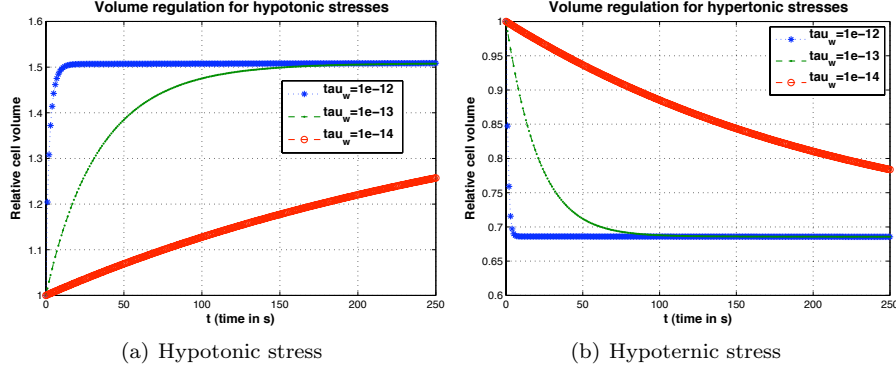 Volume regulation for hypotonic stresses
1.6
1.5
1.4
1.3
1.2
1.1
1
Relative cell volume
tau_w=1e−12
tau_w=1e−13
tau_w=1e−14
0 50 100 150 200 250
t (time in s)
(a) Hypotonic stress
Volume regulation for hypertonic stresses
1
0.95
0.9
0.85
0.8
0.75
0.7
0.65
0.6
Relative cell volume
tau_w=1e−12
tau_w=1e−13
tau_w=1e−14
0 50 100 150 200 250
t (time in s)
(b) Hypoternic stress